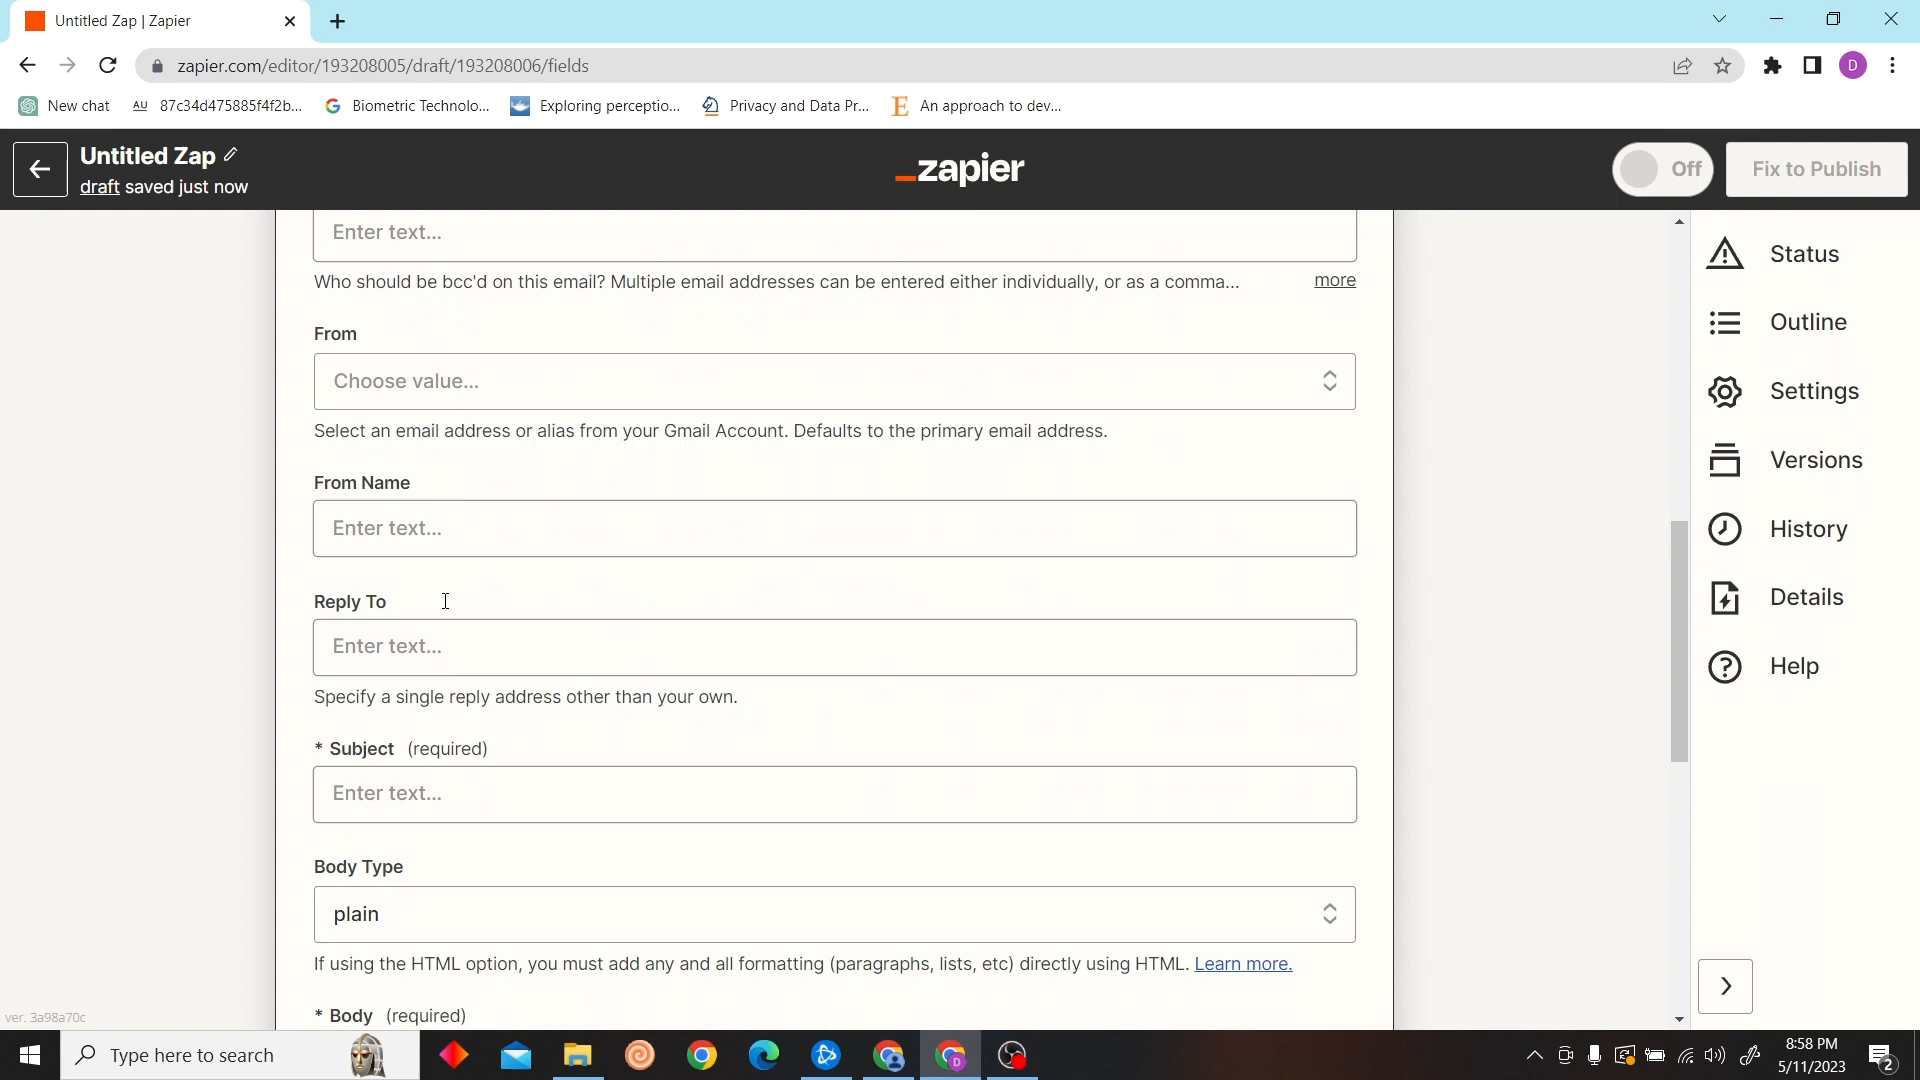 Untitled Zap | Zapier
zapier.com/editor/193208005/draft/193208006/fields
D
New chat
AU 87c34d475885f4f2b...
Biometric Technolo...
Exploring perceptio...
Privacy and Data Pr...
E An approach to dev...
Untitled Zap
draft saved just now
_zapier
Off
Fix to Publish
Enter text...
Who should be bcc'd on this email? Multiple email addresses can be entered either individually, or as a comma...
more
From
Choose value...
Select an email address or alias from your Gmail Account. Defaults to the primary email address.
From Name
Enter text...
Reply To
Enter text...
Specify a single reply address other than your own.
* Subject (required)
Enter text...
Body Type
plain
If using the HTML option, you must add any and all formatting (paragraphs, lists, etc) directly using HTML. Learn more.
* Body (required)
Status
Outline
Settings
Versions
History
Details
Help
ver. 3a98a70c
Type here to search
D
8:58 PM
5/11/2023
2